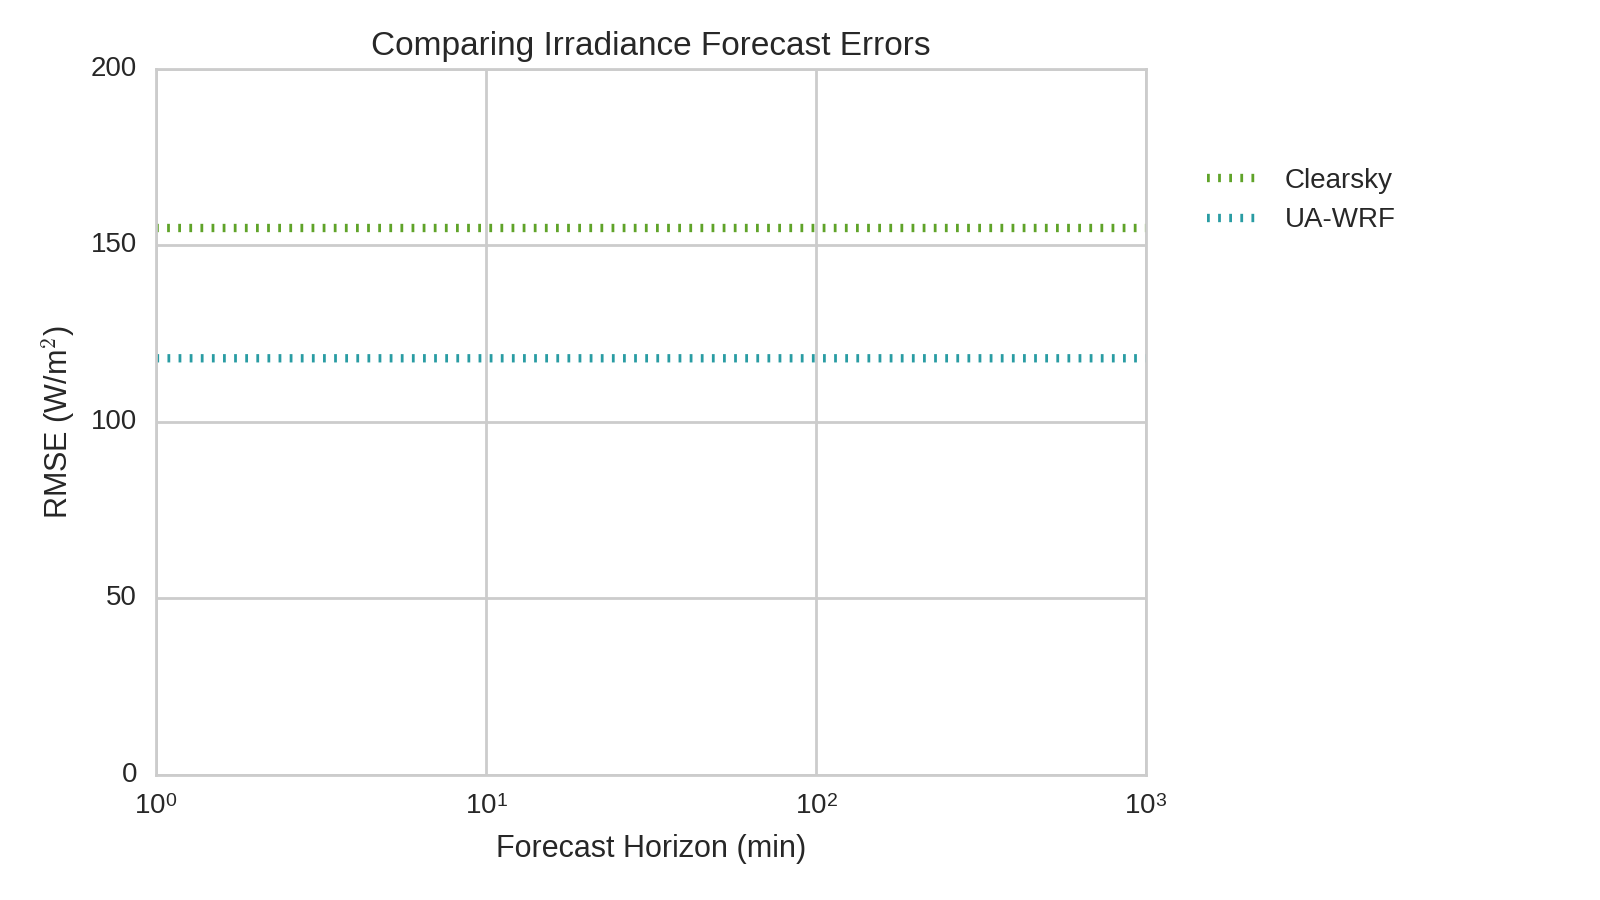 Comparing Irradiance Forecast Errors
200
150
100
50
0
RMSE (W/m²)
10⁰ 10¹ 10² 10³
Forecast Horizon (min)
Clearsky
UA-WRF